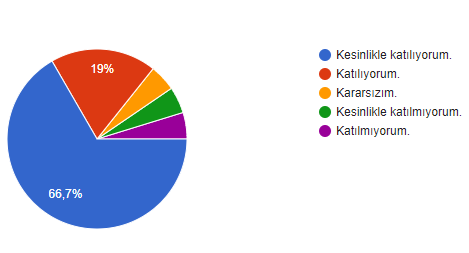 19%
66,7%
Kesinlikle katılıyorum.
Katılıyorum.
Kararsızım.
Kesinlikle katılmıyorum.
Katılmıyorum.